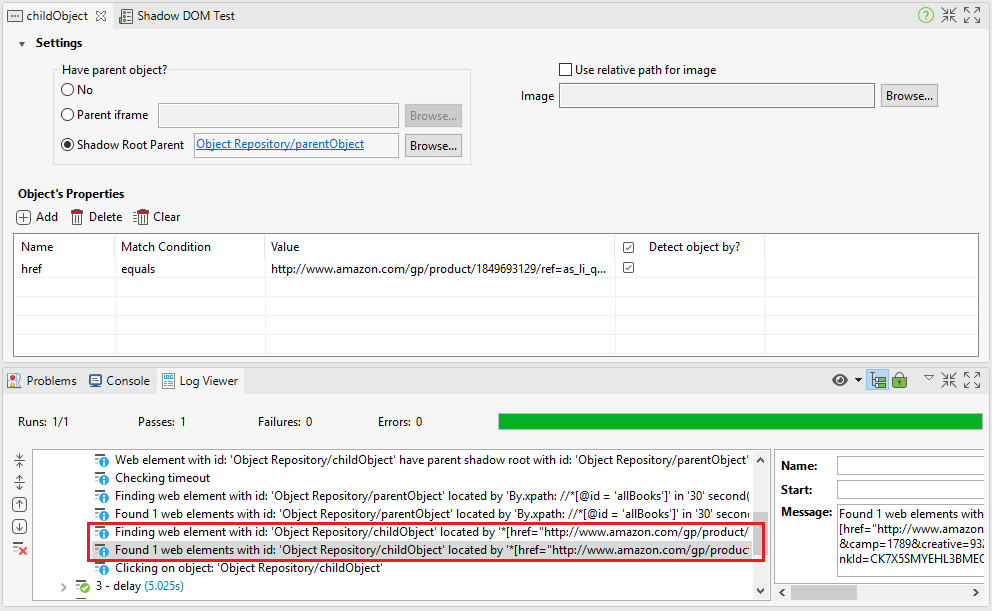 childObject
Shadow DOM Test
Settings
Have parent object?
Use relative path for image
No
Image
Browse...
Parent iframe
Browse...
Shadow Root Parent
Object Repository/parentObject
Browse...
Object's Properties
Add
Delete
Clear
Name
Match Condition
Value
Detect object by?
href
equals
http://www.amazon.com/gp/product/1849693129/ref=as_li_q...
Problems
Console
Log Viewer
Runs: 1/1
Passes: 1
Failures: 0
Errors: 0
Web element with id: 'Object Repository/childObject' have parent shadow root with id: 'Object Repository/parentObject'
Checking timeout
Finding web element with id: 'Object Repository/parentObject' located by 'By.xpath: //*[@id = 'allBooks']' in '30' second(
Found 1 web elements with id: 'Object Repository/parentObject' located by 'By.xpath: //*[@id = 'allBooks']' in '30' secon
Finding web element with id: 'Object Repository/childObject' located by '*[href="http://www.amazon.com/gp/product/
Found 1 web elements with id: 'Object Repository/childObject' located by '*[href="http://www.amazon.com/gp/produc
Clicking on object: 'Object Repository/childObject'
3 - delay (5.025s)
Name:
Start:
Message:
Found 1 web elements with
[href="http://www.amazon
&camp=1789&creative=932
nkId=CK7X5SMYEHL3BMEC